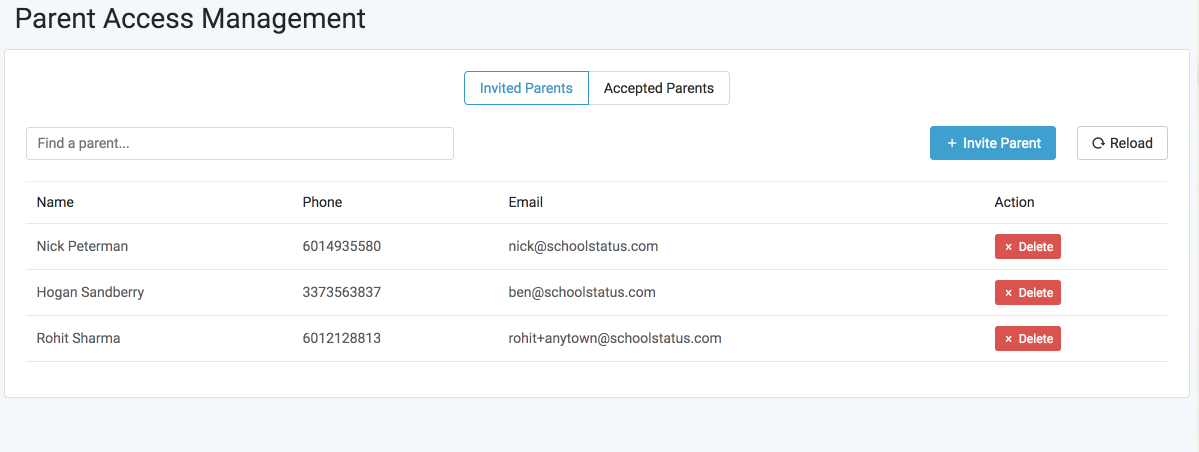 Parent Access Management
Invited Parents Accepted Parents
Find a parent... + Invite Parent Reload
Name Phone Email Action
Nick Peterman 6014935580 nick@schoolstatus.com × Delete
Hogan Sandberry 3373563837 ben@schoolstatus.com × Delete
Rohit Sharma 6012128813 rohit+anytown@schoolstatus.com × Delete